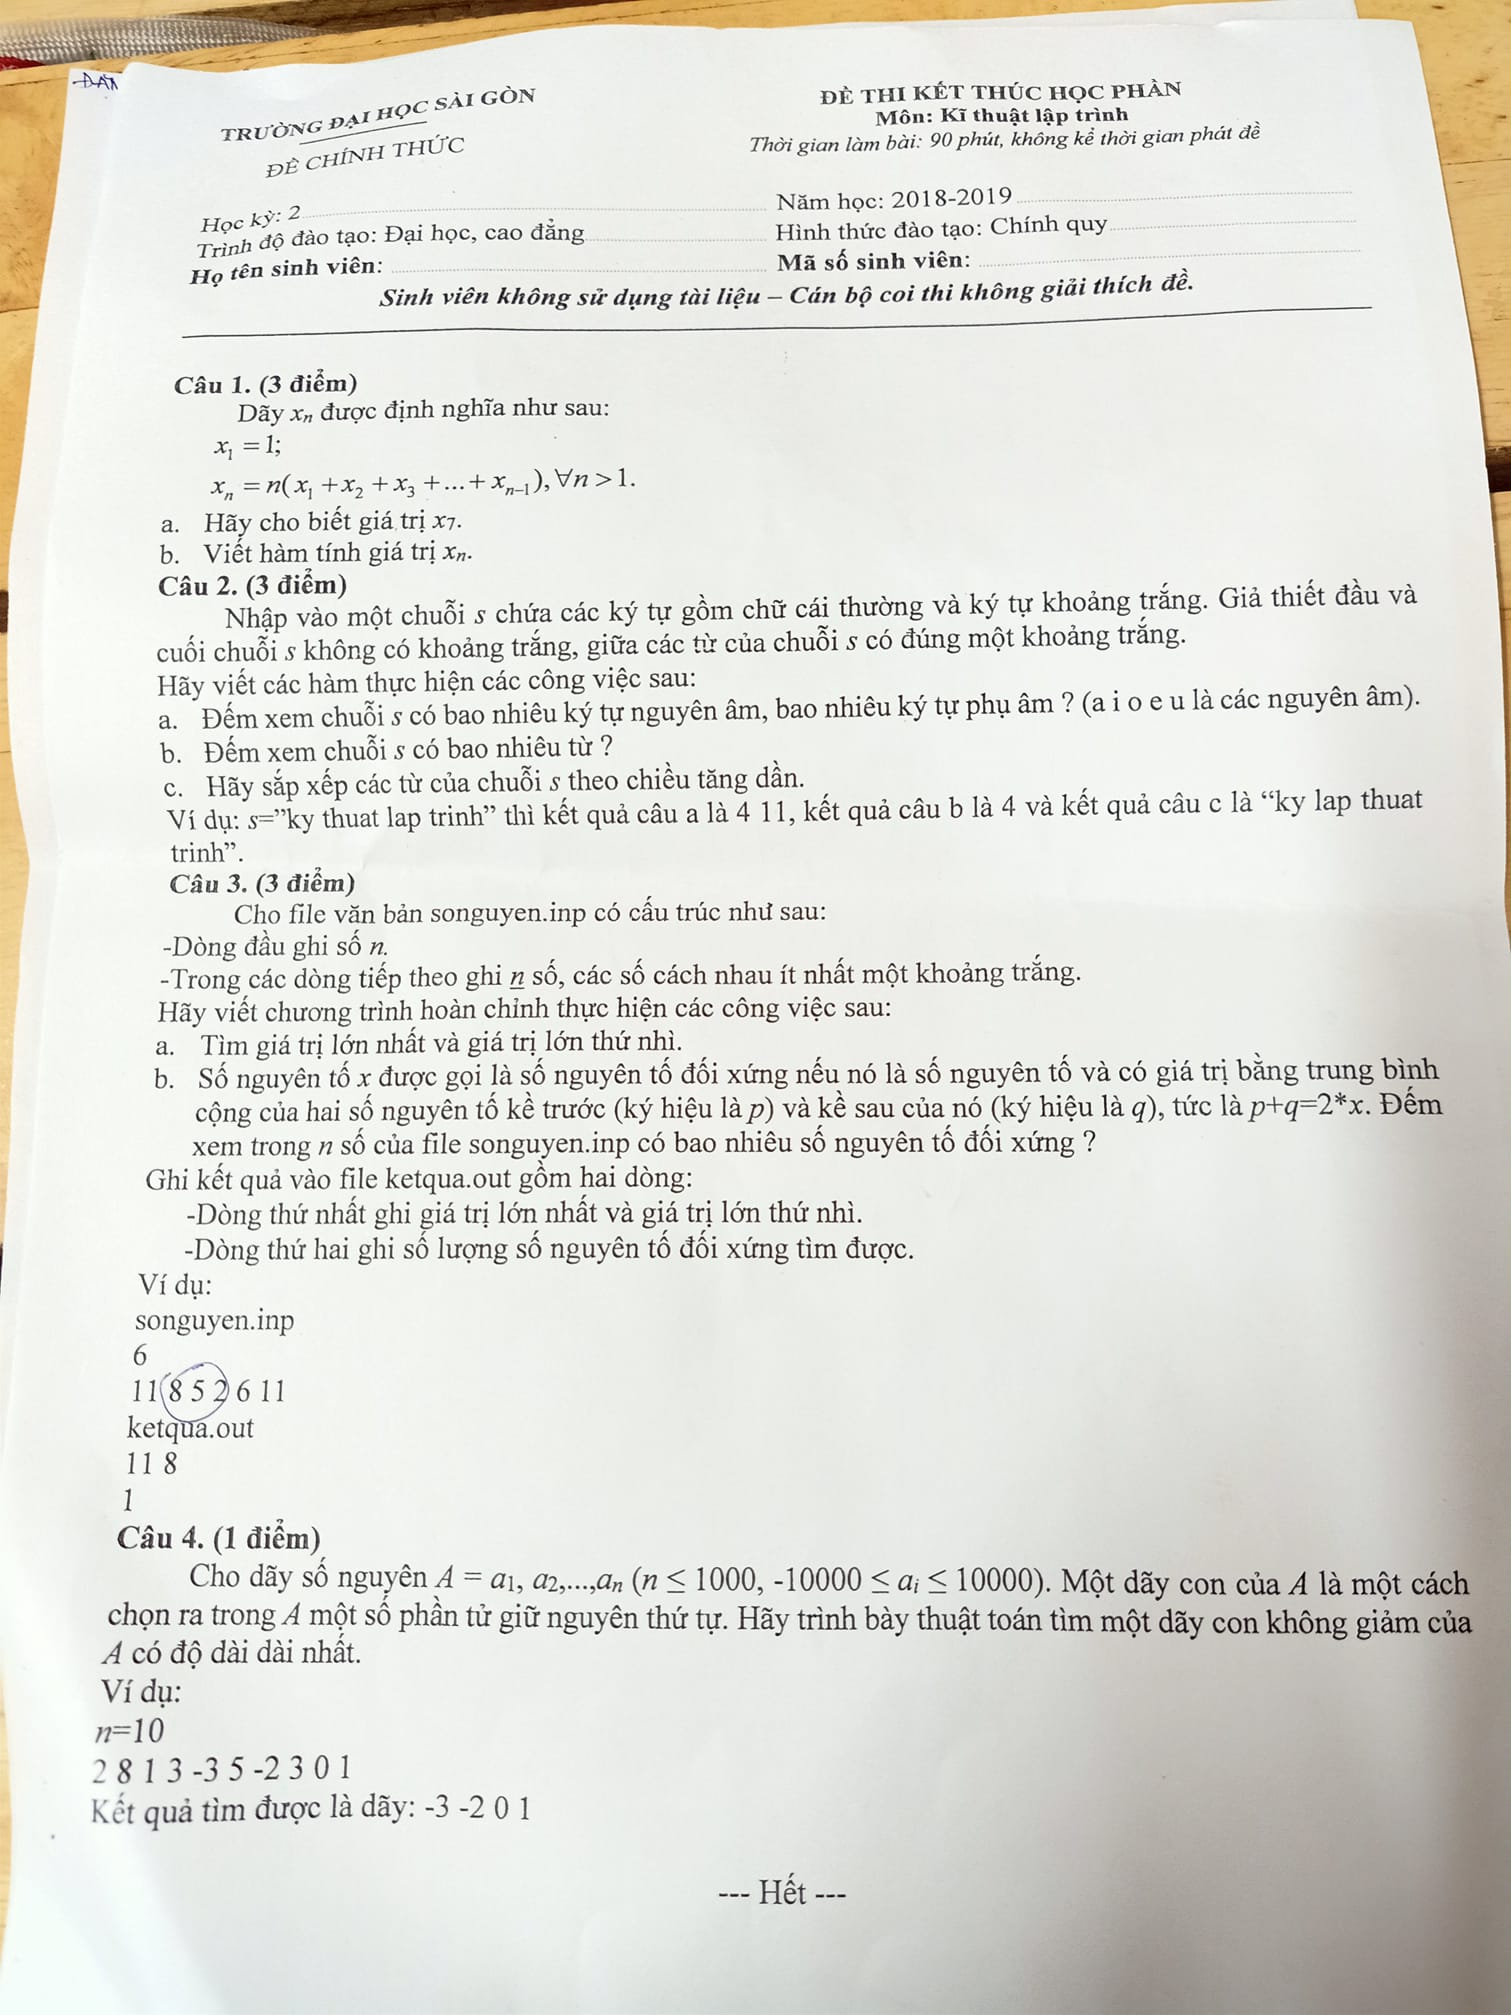 ĐAN
TRƯỜNG ĐẠI HỌC SÀI GÒN
ĐỀ CHÍNH THỨC
ĐỀ THI KẾT THÚC HỌC PHẦN
Môn: Kĩ thuật lập trình
Thời gian làm bài: 90 phút, không kể thời gian phát đề
Học kỳ: 2
Năm học: 2018-2019
Trình độ đào tạo: Đại học, cao đẳng
Hình thức đào tạo: Chính quy
Họ tên sinh viên:
Mã số sinh viên:
Sinh viên không sử dụng tài liệu – Cán bộ coi thi không giải thích đề.
Câu 1. (3 điểm)
Dãy xₙ được định nghĩa như sau:
x₁ = 1;
xₙ = n(x₁ + x₂ + x₃ + ... + xₙ₋₁), ∀n > 1.
a. Hãy cho biết giá trị x₇.
b. Viết hàm tính giá trị xₙ.
Câu 2. (3 điểm)
Nhập vào một chuỗi s chứa các ký tự gồm chữ cái thường và ký tự khoảng trắng. Giả thiết đầu và
cuối chuỗi s không có khoảng trắng, giữa các từ của chuỗi s có đúng một khoảng trắng.
Hãy viết các hàm thực hiện các công việc sau:
a. Đếm xem chuỗi s có bao nhiêu ký tự nguyên âm, bao nhiêu ký tự phụ âm ? (a i o e u là các nguyên âm).
b. Đếm xem chuỗi s có bao nhiêu từ ?
c. Hãy sắp xếp các từ của chuỗi s theo chiều tăng dần.
Ví dụ: s=”ky thuat lap trinh” thì kết quả câu a là 4 11, kết quả câu b là 4 và kết quả câu c là “ky lap thuat
trinh”.
Câu 3. (3 điểm)
Cho file văn bản songuyen.inp có cấu trúc như sau:
-Dòng đầu ghi số n.
-Trong các dòng tiếp theo ghi n số, các số cách nhau ít nhất một khoảng trắng.
Hãy viết chương trình hoàn chỉnh thực hiện các công việc sau:
a. Tìm giá trị lớn nhất và giá trị lớn thứ nhì.
b. Số nguyên tố x được gọi là số nguyên tố đối xứng nếu nó là số nguyên tố và có giá trị bằng trung bình
cộng của hai số nguyên tố kề trước (ký hiệu là p) và kề sau của nó (ký hiệu là q), tức là p+q=2*x. Đếm
xem trong n số của file songuyen.inp có bao nhiêu số nguyên tố đối xứng ?
Ghi kết quả vào file ketqua.out gồm hai dòng:
-Dòng thứ nhất ghi giá trị lớn nhất và giá trị lớn thứ nhì.
-Dòng thứ hai ghi số lượng số nguyên tố đối xứng tìm được.
Ví dụ:
songuyen.inp
6
11 8 5 2 6 11
ketqua.out
11 8
1
Câu 4. (1 điểm)
Cho dãy số nguyên A = a₁, a₂,...,aₙ (n ≤ 1000, -10000 ≤ aᵢ ≤ 10000). Một dãy con của A là một cách
chọn ra trong A một số phần tử giữ nguyên thứ tự. Hãy trình bày thuật toán tìm một dãy con không giảm của
A có độ dài dài nhất.
Ví dụ:
n=10
2 8 1 3 -3 5 -2 3 0 1
Kết quả tìm được là dãy: -3 -2 0 1
--- Hết ---